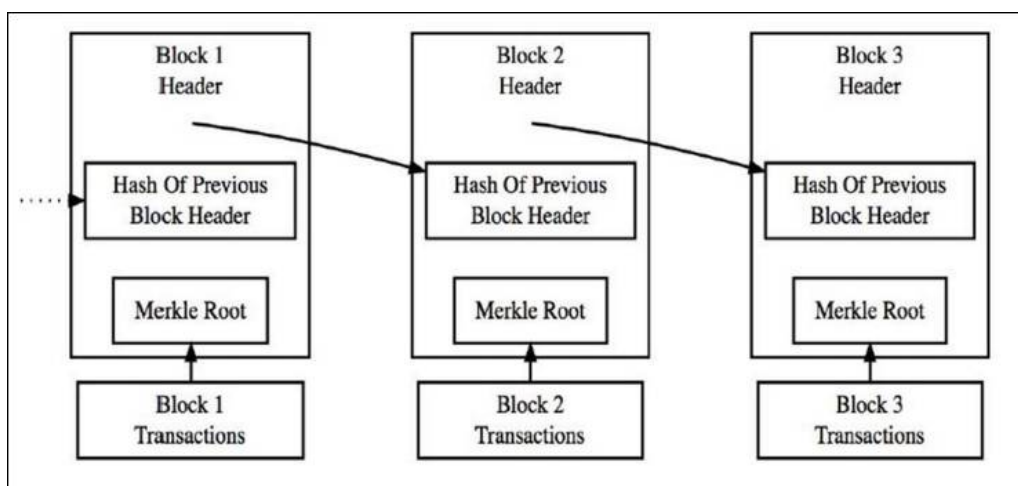 Block 1
Header
Hash Of Previous
Block Header
Merkle Root
Block 1
Transactions
Block 2
Header
Hash Of Previous
Block Header
Merkle Root
Block 2
Transactions
Block 3
Header
Hash Of Previous
Block Header
Merkle Root
Block 3
Transactions